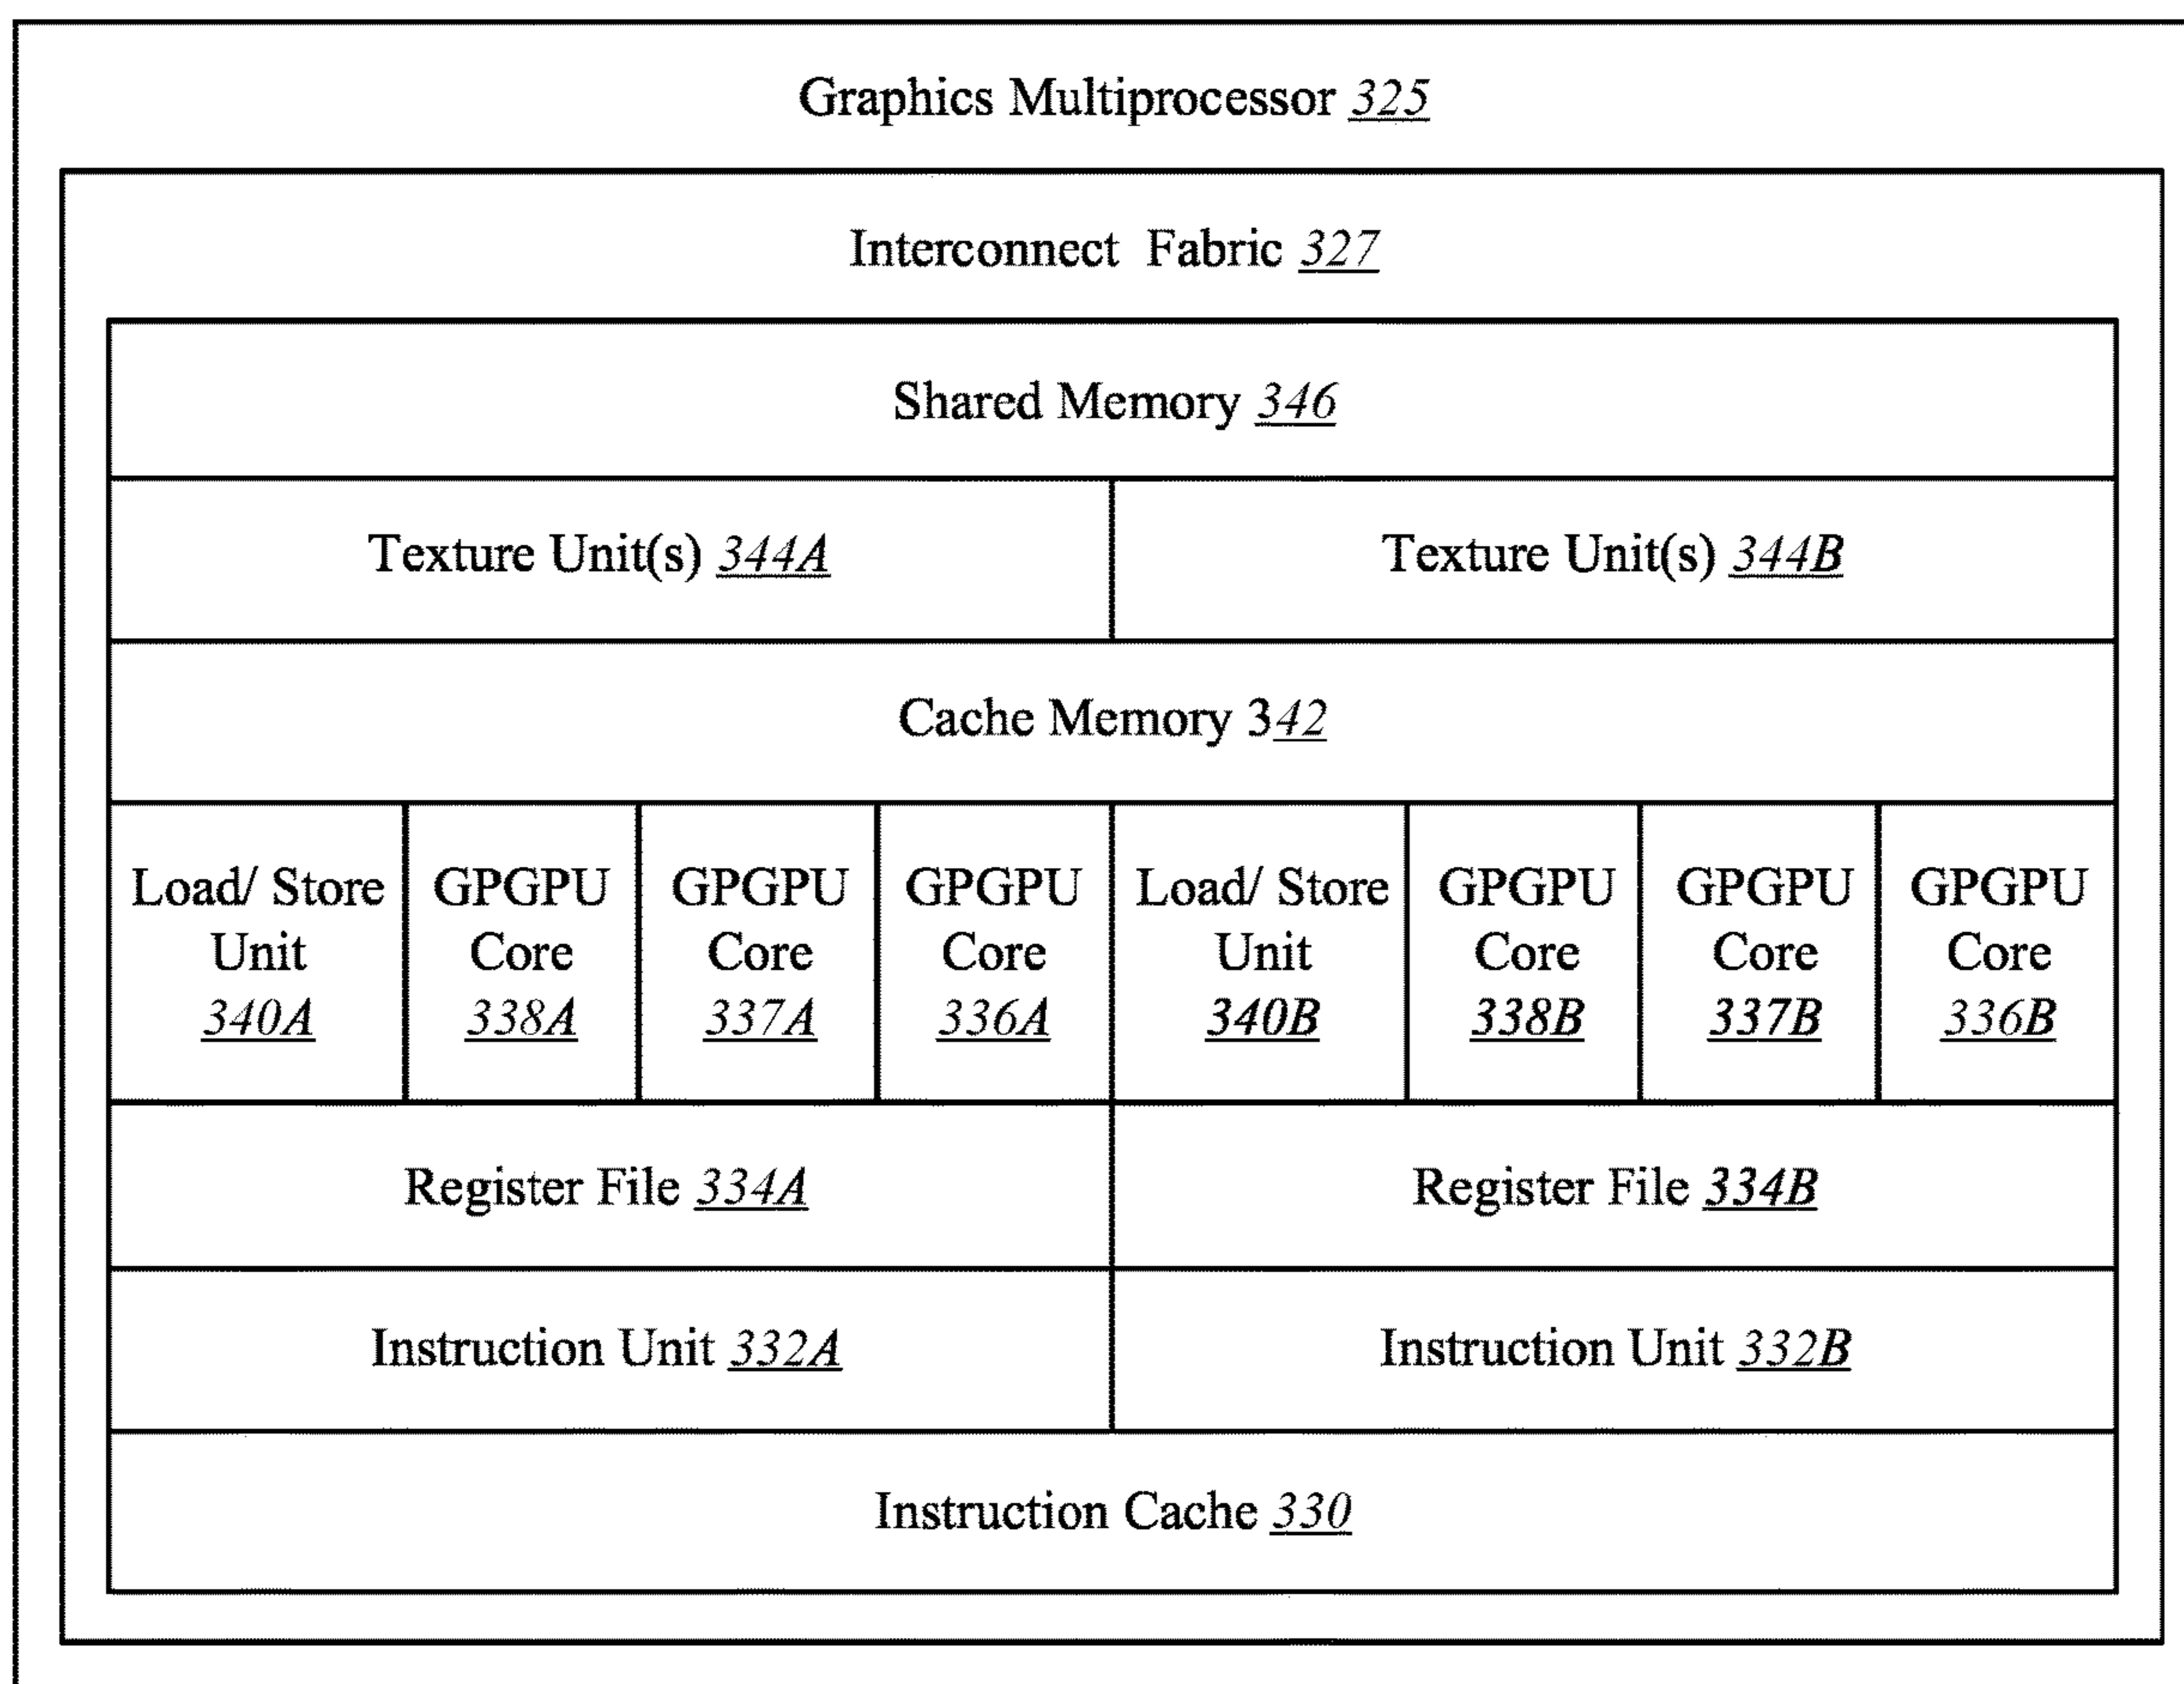 Graphics Multiprocessor 325
Interconnect Fabric 327
Shared Memory 346
Texture Unit(s) 344A
Texture Unit(s) 344B
Cache Memory 342
Load/ Store
Unit
340A
GPGPU
Core
338A
GPGPU
Core
337A
GPGPU
Core
336A
Load/ Store
Unit
340B
GPGPU
Core
338B
GPGPU
Core
337B
GPGPU
Core
336B
Register File 334A
Register File 334B
Instruction Unit 332A
Instruction Unit 332B
Instruction Cache 330